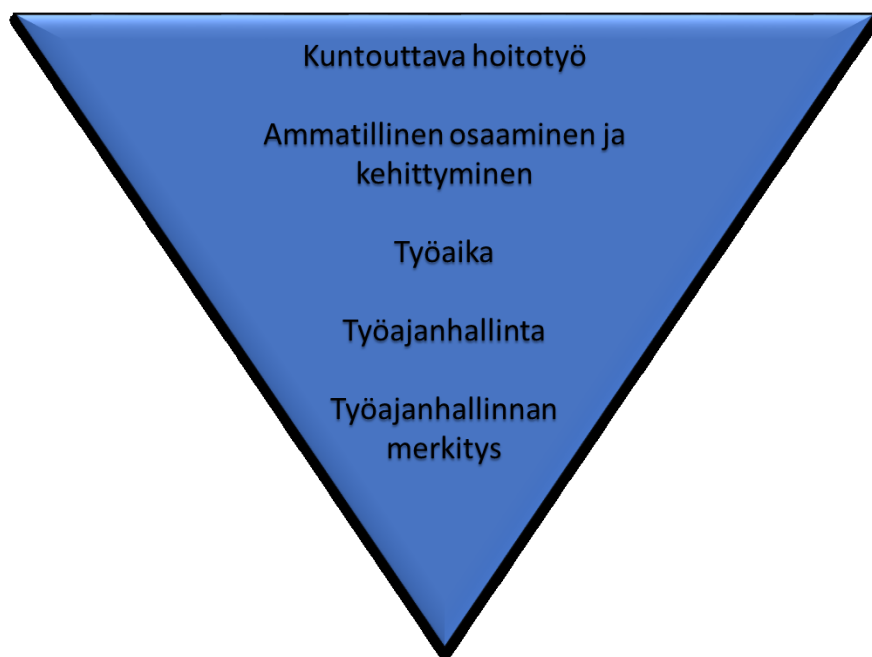 Kuntouttava hoitotyö
Ammatillinen osaaminen ja
kehittyminen
Työaika
Työajanhallinta
Työajanhallinnan
merkitys